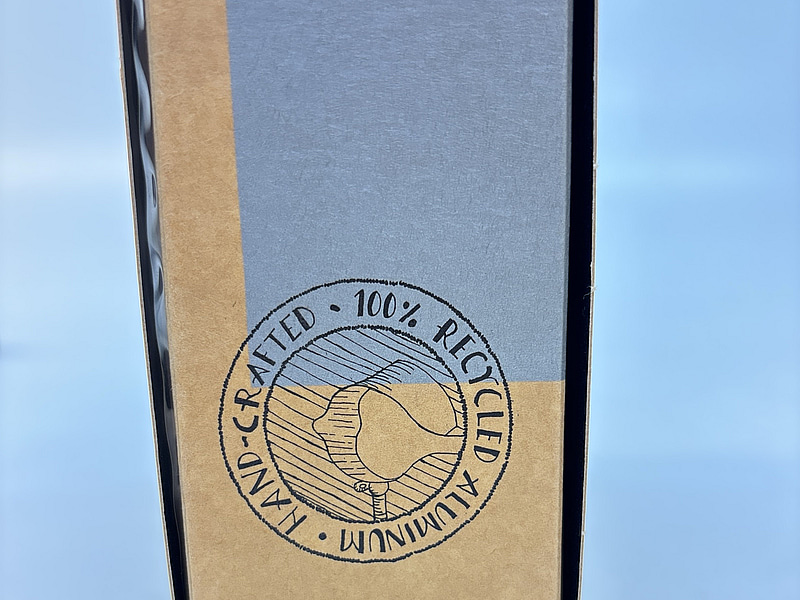 HAND-CRAFTED • 100% RECYCLED ALUMINUM •